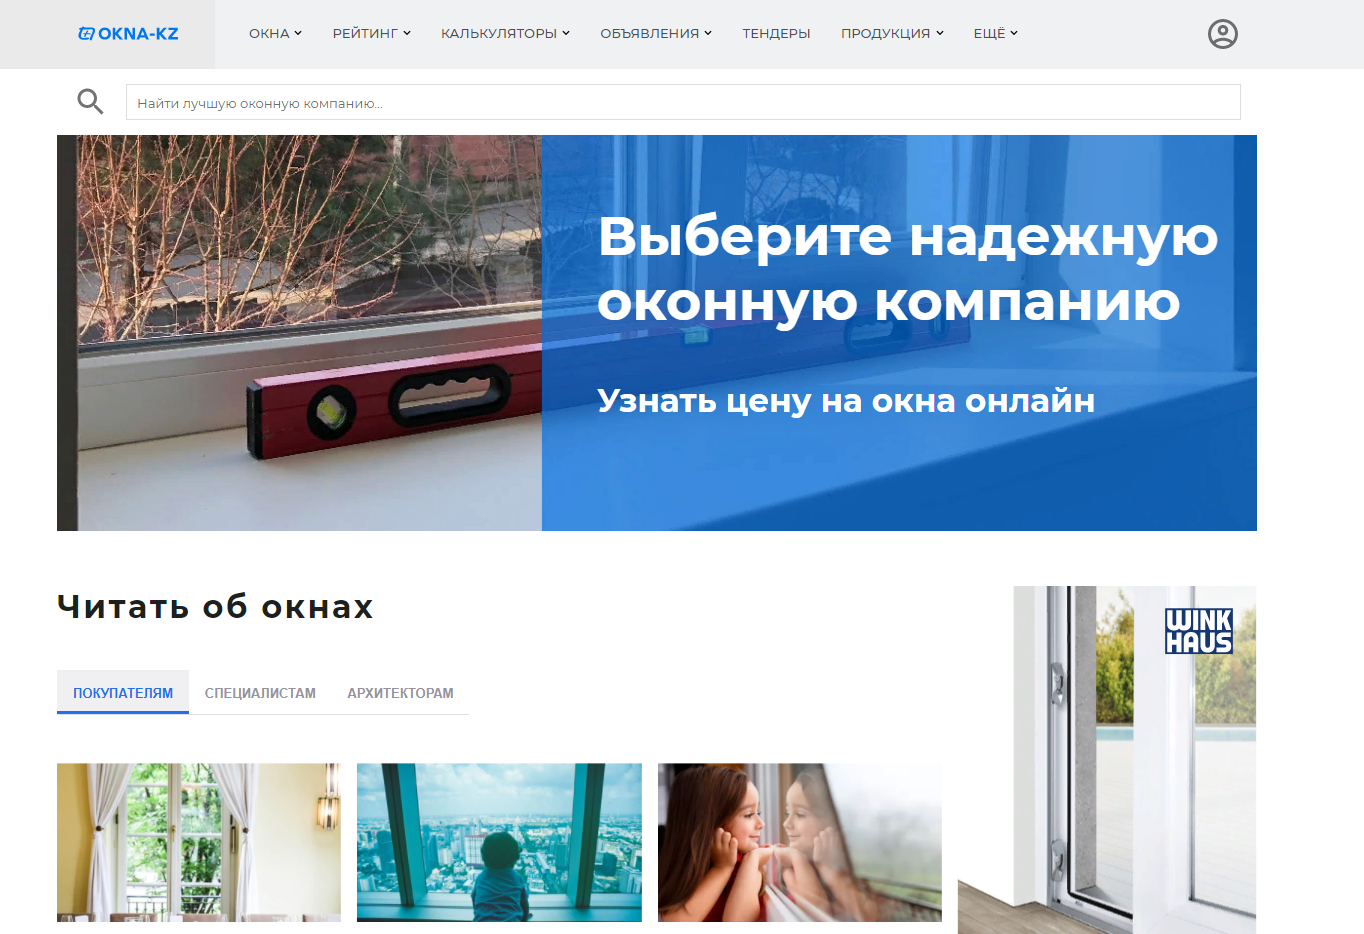 OKNA-KZ
ОКНА
РЕЙТИНГ
КАЛЬКУЛЯТОРЫ
ОБЪЯВЛЕНИЯ
ТЕНДЕРЫ
ПРОДУКЦИЯ
ЕЩЁ
Найти лучшую оконную компанию...
Выберите надежную
оконную компанию
Узнать цену на окна онлайн
Читать об окнах
ПОКУПАТЕЛЯМ
СПЕЦИАЛИСТАМ
АРХИТЕКТОРАМ
WINK
HAUS